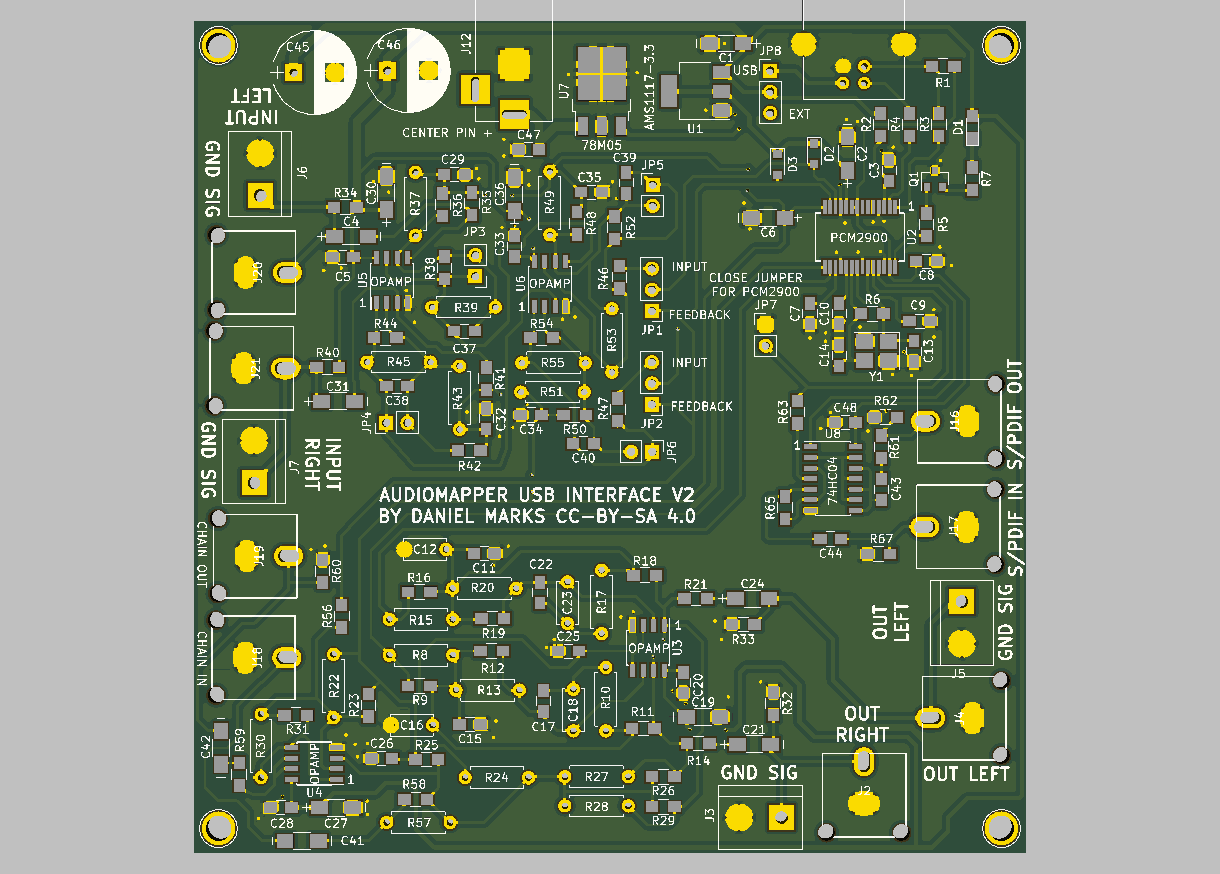 C45
C46
J12
C1
JP8
USB
EXT
R1
INPUT
LEFT
U7
AMS1117-3.3
U1
CENTER PIN +
C47
78M05
R2
R4
R3
D1
GND SIG
J6
C29
C39
JP5
D3
D2
C2
C3
Q1
R7
R34
C30
R37
R36
R35
C36
R49
C35
R48
R52
C4
C6
PCM2900
1
U2
R5
JP3
C33
C5
J20
U5
OPAMP
1
R38
U6
OPAMP
1
R46
INPUT
FEEDBACK
JP1
CLOSE JUMPER
FOR PCM2900
JP7
C8
R39
C7
C10
R6
C9
R44
C37
R54
R53
C14
C13
Y1
J21
R40
R45
R55
INPUT
C31
C38
R43
R41
R51
FEEDBACK
JP2
JP4
C32
C34
R50
R47
R63
C48
R62
J16
S/PDIF OUT
GND SIG
J7
INPUT
RIGHT
R42
C40
JP6
1
U8
R61
74HC04
C43
AUDIOMAPPER USB INTERFACE V2
BY DANIEL MARKS CC-BY-SA 4.0
R65
J17
S/PDIF IN
C44
R67
CHAIN OUT
J19
R60
C12
C11
C22
R18
R16
R20
C23
R17
R21
C24
R56
R15
R19
R33
OUT
LEFT
GND SIG
J5
CHAIN IN
J18
R8
R12
C25
OPAMP
1
U3
R22
R23
R9
R13
C18
R10
C20
C19
R32
C17
R11
C16
C15
R14
C21
OUT
RIGHT
J4
C42
R59
R30
R31
OPAMP
1
U4
C26
R25
R24
R27
R26
GND SIG
OUT LEFT
R58
R28
R29
J3
J2
C28
C27
R57
C41